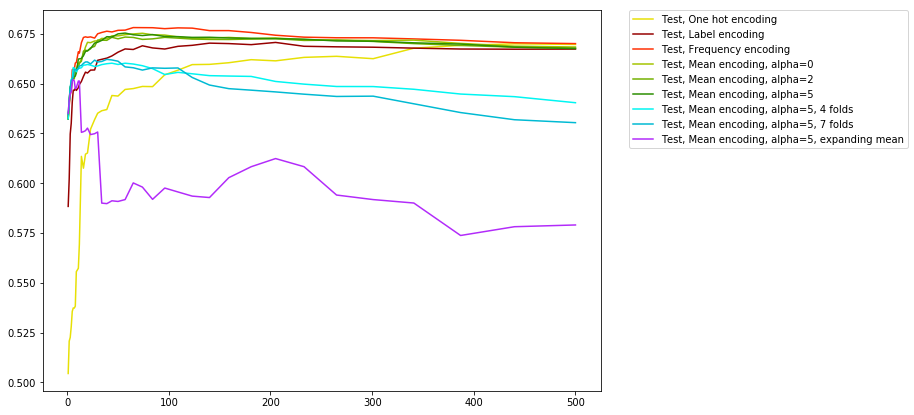 0.675
0.650
0.625
0.600
0.575
0.550
0.525
0.500
0
100
200
300
400
500
Test, One hot encoding
Test, Label encoding
Test, Frequency encoding
Test, Mean encoding, alpha=0
Test, Mean encoding, alpha=2
Test, Mean encoding, alpha=5
Test, Mean encoding, alpha=5, 4 folds
Test, Mean encoding, alpha=5, 7 folds
Test, Mean encoding, alpha=5, expanding mean